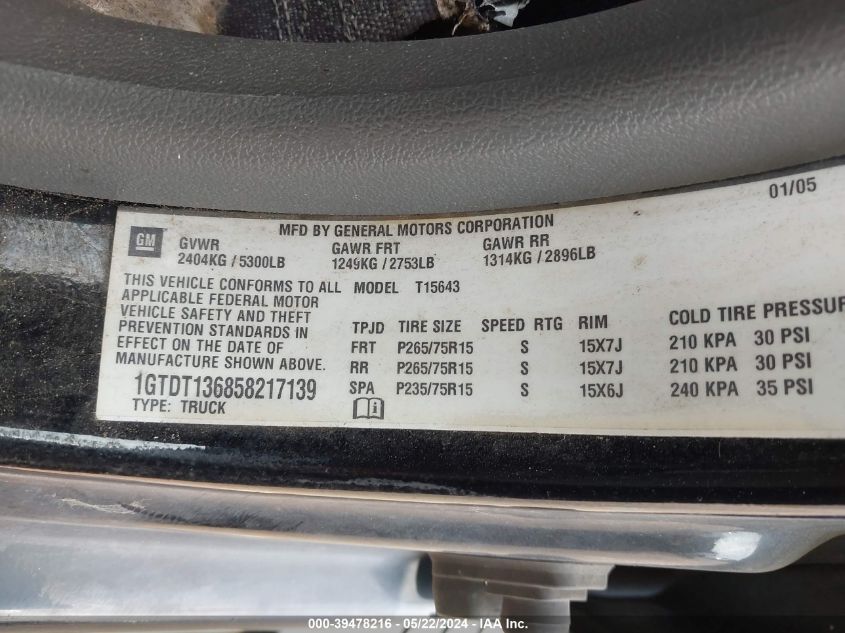 01/05
MFD BY GENERAL MOTORS CORPORATION
GM
GVWR GAWR FRT GAWR RR
2404KG / 5300LB 1249KG / 2753LB 1314KG / 2896LB
THIS VEHICLE CONFORMS TO ALL MODEL T15643
APPLICABLE FEDERAL MOTOR
VEHICLE SAFETY AND THEFT
PREVENTION STANDARDS IN
EFFECT ON THE DATE OF
MANUFACTURE SHOWN ABOVE.
1GTDT136858217139
TYPE: TRUCK
TPJD TIRE SIZE SPEED RTG RIM COLD TIRE PRESSUR
FRT P265/75R15 S 15X7J 210 KPA 30 PSI
RR P265/75R15 S 15X7J 210 KPA 30 PSI
SPA P235/75R15 S 15X6J 240 KPA 35 PSI
000-39478216 - 05/22/2024 - IAA Inc.